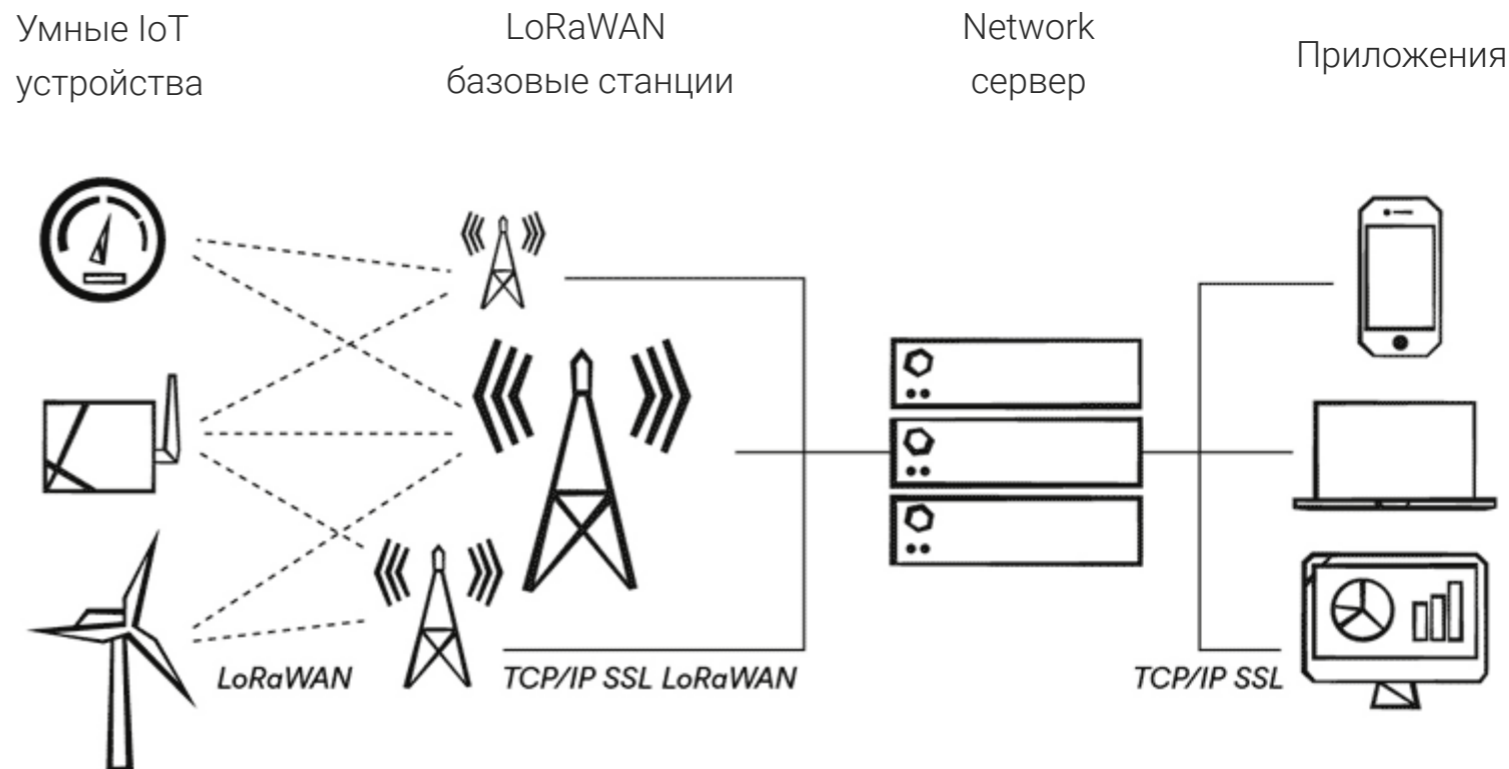 Умные IoT
устройства
LoRaWAN
базовые станции
Network
сервер
Приложения
LoRaWAN
TCP/IP SSL LoRaWAN
TCP/IP SSL